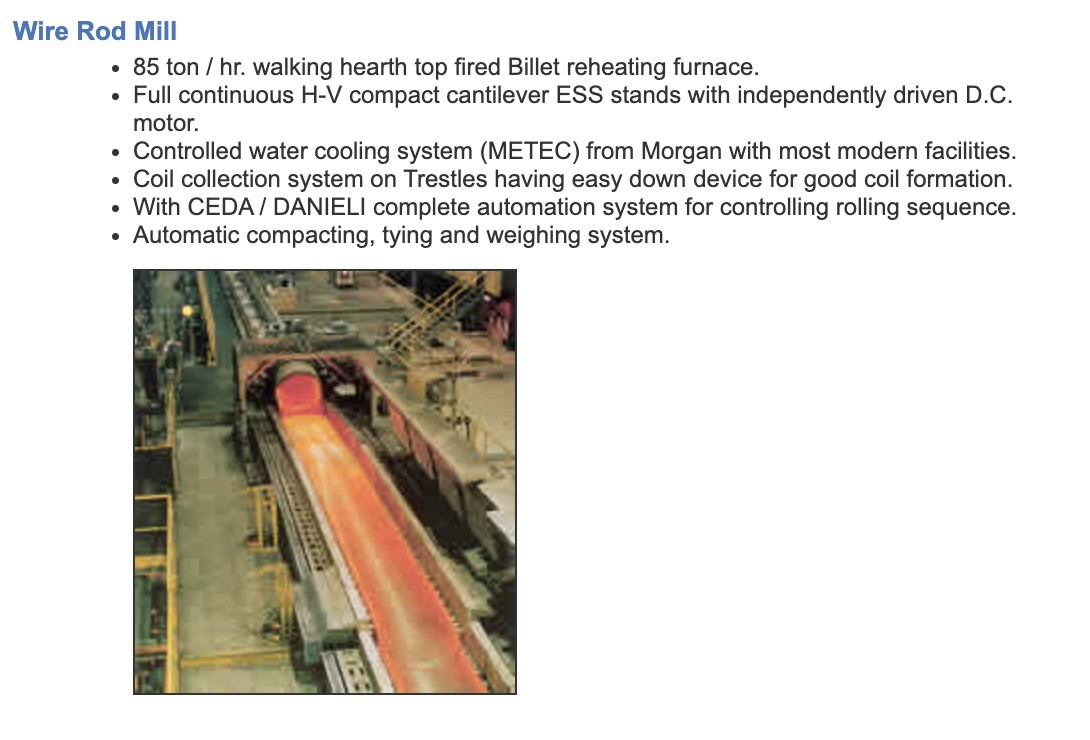 Wire Rod Mill
• 85 ton / hr. walking hearth top fired Billet reheating furnace.
• Full continuous H-V compact cantilever ESS stands with independently driven D.C.
motor.
• Controlled water cooling system (METEC) from Morgan with most modern facilities.
• Coil collection system on Trestles having easy down device for good coil formation.
• With CEDA / DANIELI complete automation system for controlling rolling sequence.
• Automatic compacting, tying and weighing system.